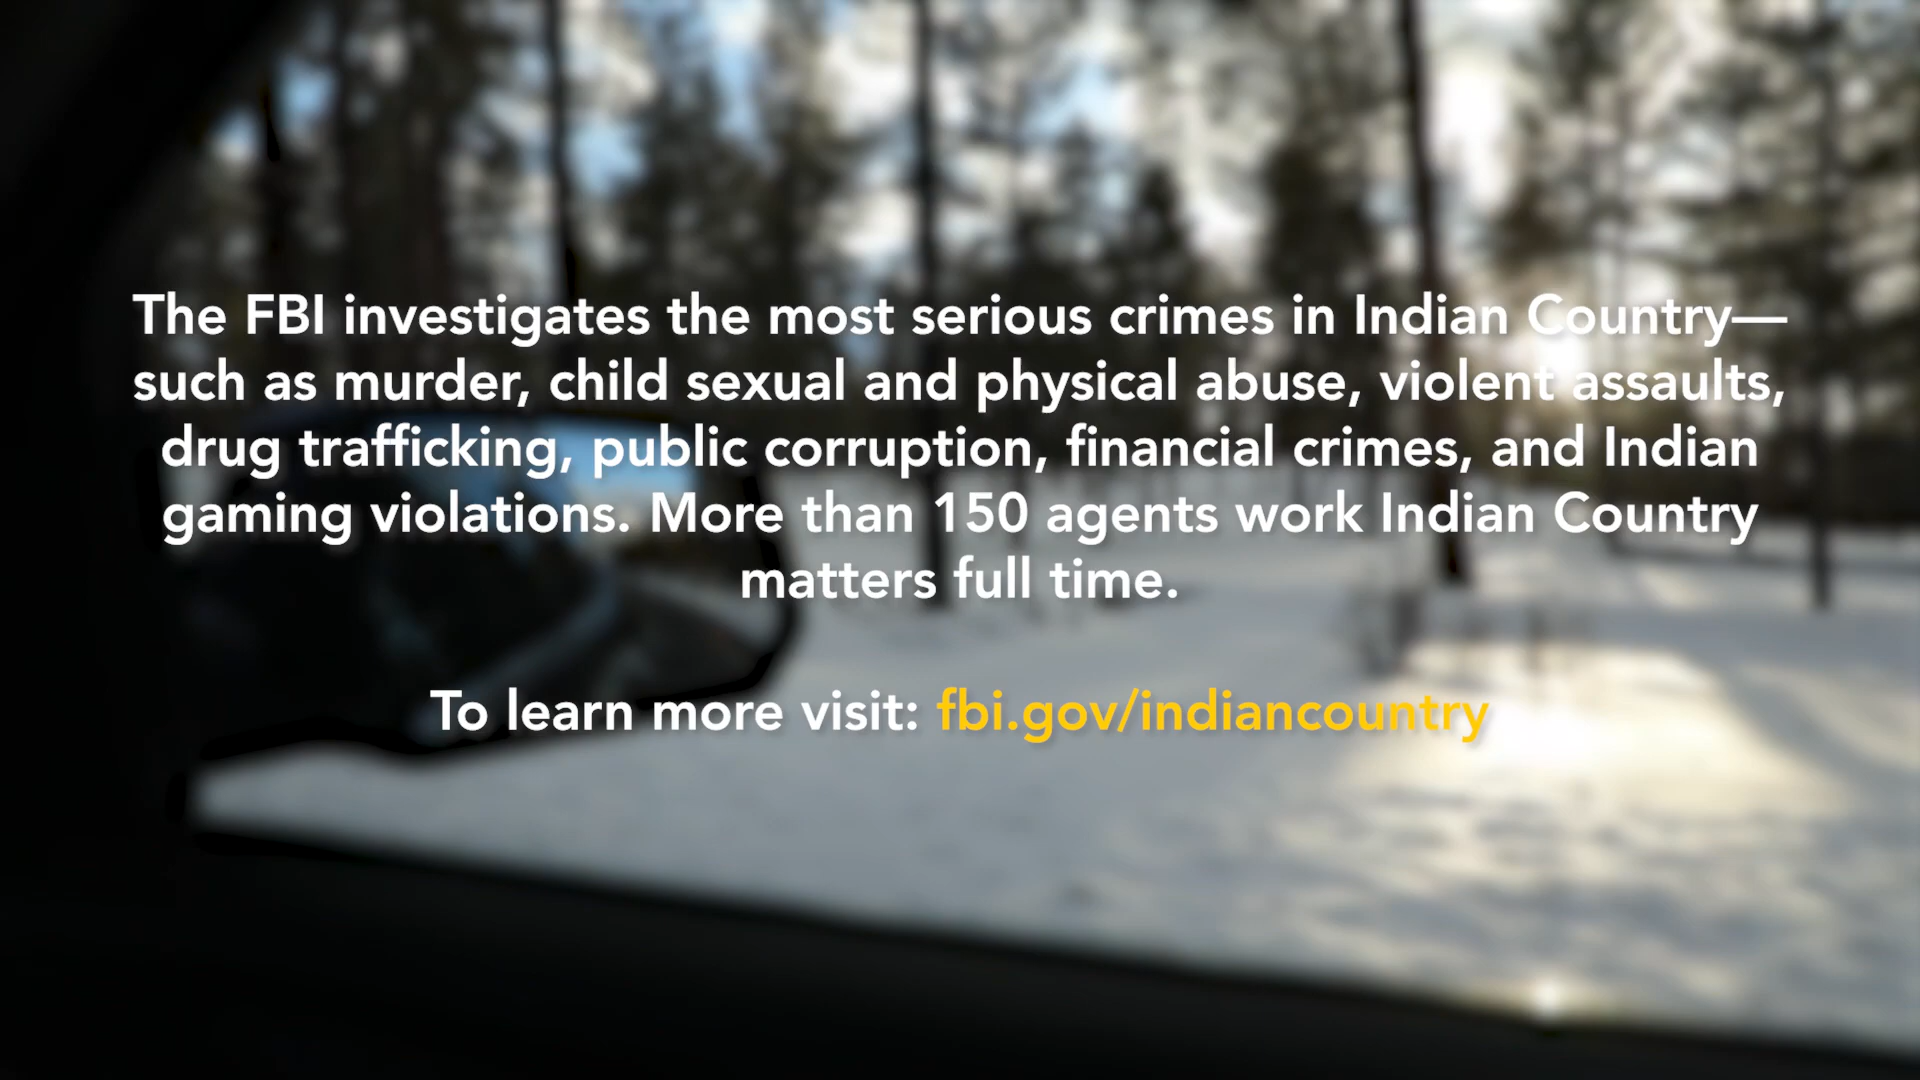 The FBI investigates the most serious crimes in Indian Country—
such as murder, child sexual and physical abuse, violent assaults,
drug trafficking, public corruption, financial crimes, and Indian
gaming violations. More than 150 agents work Indian Country
matters full time.
To learn more visit: fbi.gov/indiancountry